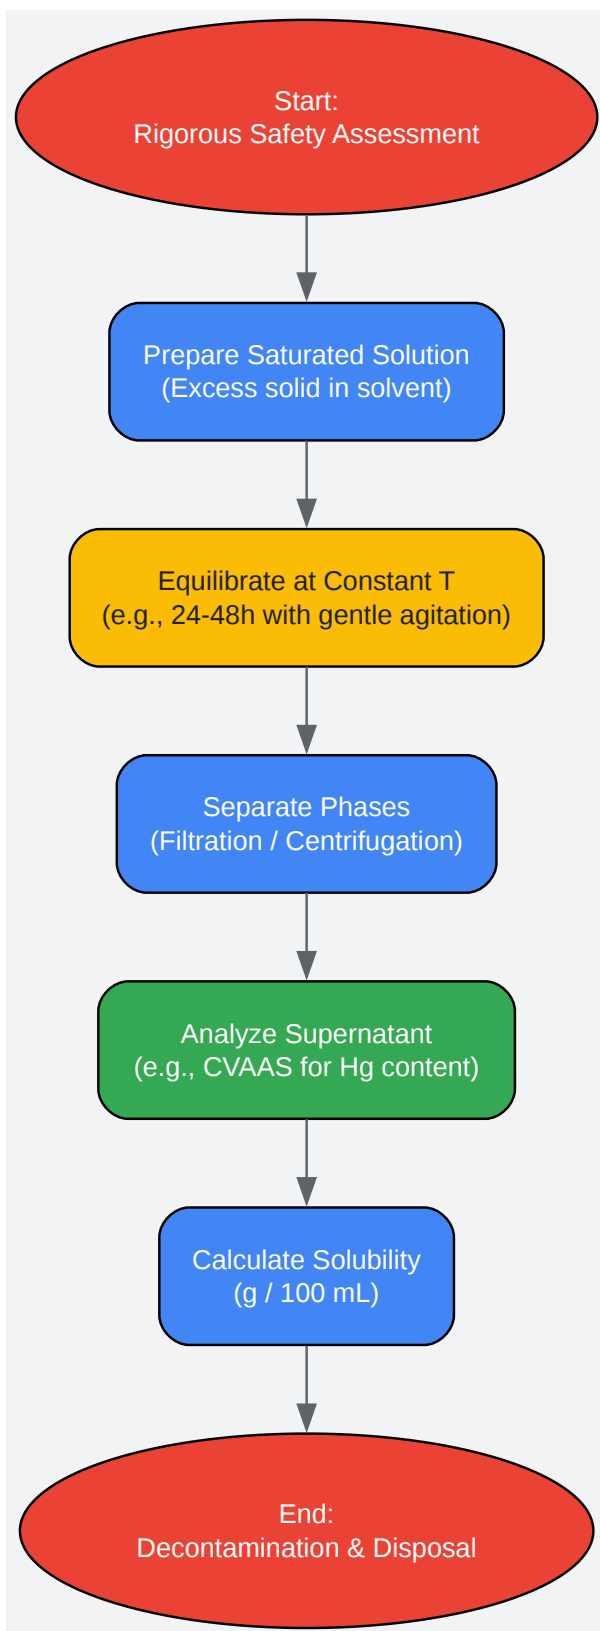 Start:
Rigorous Safety Assessment
Prepare Saturated Solution
(Excess solid in solvent)
Equilibrate at Constant T
(e.g., 24-48h with gentle agitation)
Separate Phases
(Filtration / Centrifugation)
Analyze Supernatant
(e.g., CVAAS for Hg content)
Calculate Solubility
(g / 100 mL)
End:
Decontamination & Disposal